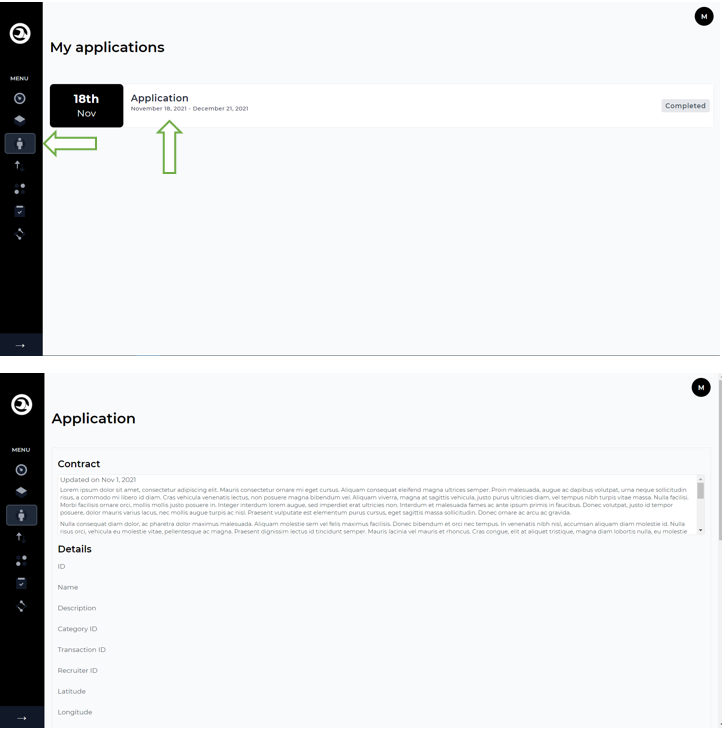 M
My applications
MENU
18th
Nov
Application
November 18, 2021 - December 21, 2021
Completed
M
Application
MENU
Contract
Updated on Nov 1, 2021
Lorem ipsum dolor sit amet, consectetur adipiscing elit. Mauris consectetur ornare mi eget cursus. Aliquam consequat eleifend magna ultrices semper. Proin malesuada, augue ac dapibus volutpat, urna neque sollicitudin
risus, a commodo mi libero id diam. Cras vehicula venenatis lectus, non posuere magna bibendum vel. Aliquam viverra, magna at sagittis vehicula, justo purus ultricies diam, vel tempus nibh turpis vitae massa. Nulla facilisi.
Morbi facilisis ornare orci, mollis mollis justo posuere in. Integer interdum lorem augue, sed imperdiet erat ultricies non. Interdum et malesuada fames ac ante ipsum primis in faucibus. Donec volutpat, justo id tempor
posuere, dolor mauris varius lacus, nec mollis augue turpis ac nisl. Praesent vulputate est elementum purus cursus, eget sagittis massa sollicitudin. Donec ornare ac arcu ac gravida.
Nulla consequat diam dolor, ac pharetra dolor maximus malesuada. Aliquam molestie sem vel felis maximus facilisis. Donec bibendum et orci nec tempus. In venenatis nibh nisl, accumsan aliquam diam molestie id. Nulla
risus orci, vehicula eu molestie vitae, pellentesque ac magna. Praesent dignissim lectus id tincidunt semper. Mauris lacinia vel mauris et rhoncus. Cras congue, elit at aliquet tristique, magna diam lobortis nulla, eu molestie
Details
ID
Name
Description
Category ID
Transaction ID
Recruiter ID
Latitude
Longitude